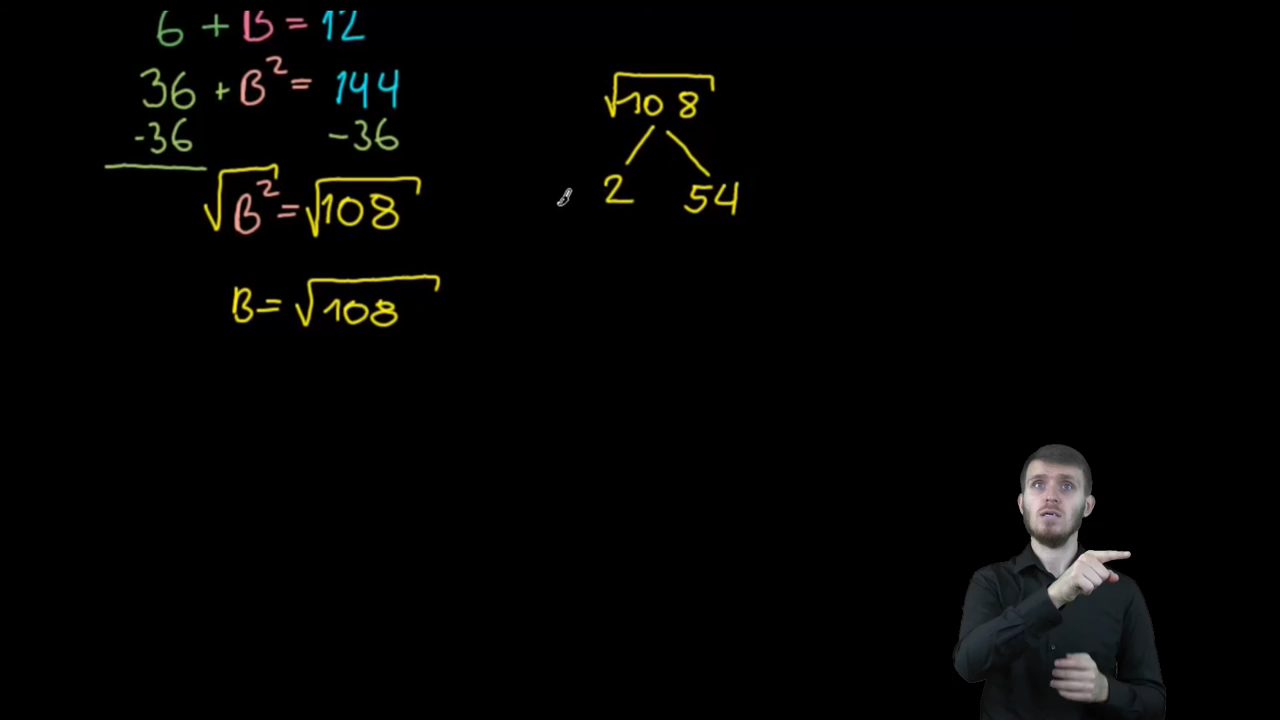 6 + B = 12
36 + B² = 144
-36 -36
√B² = √108
B = √108
√108
2 54